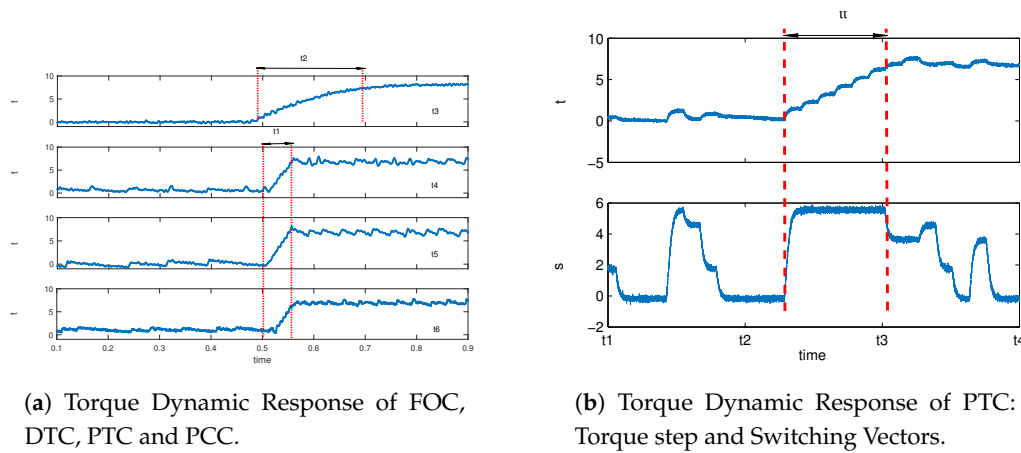 t2
10
5
0
t
t3
t1
10
5
0
t
t4
10
5
0
t
t5
10
5
0
t
t6
0.1 0.2 0.3 0.4 0.5 0.6 0.7 0.8 0.9
time
(a) Torque Dynamic Response of FOC,
DTC, PTC and PCC.
tt
10
5
0
−5
t
6
4
2
0
−2
s
t1 t2 t3 t4
time
(b) Torque Dynamic Response of PTC:
Torque step and Switching Vectors.